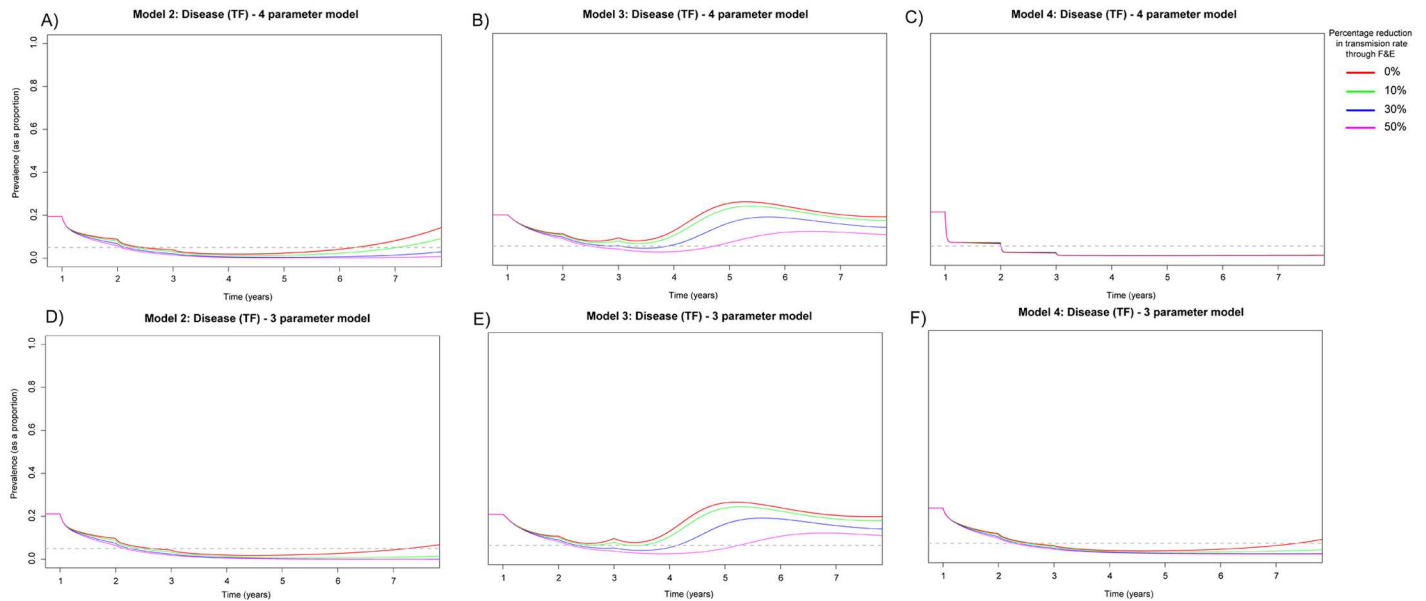 A)
Model 2: Disease (TF) - 4 parameter model
Prevalence (as a proportion)
1.0
0.8
0.6
0.4
0.2
0.0
1 2 3 4 5 6 7
Time (years)
B)
Model 3: Disease (TF) - 4 parameter model
1 2 3 4 5 6 7
Time (years)
C)
Model 4: Disease (TF) - 4 parameter model
1 2 3 4 5 6 7
Time (years)
Percentage reduction
in transmision rate
through F&E
0%
10%
30%
50%
D)
Model 2: Disease (TF) - 3 parameter model
Prevalence (as a proportion)
1.0
0.8
0.6
0.4
0.2
0.0
1 2 3 4 5 6 7
Time (years)
E)
Model 3: Disease (TF) - 3 parameter model
1 2 3 4 5 6 7
Time (years)
F)
Model 4: Disease (TF) - 3 parameter model
1 2 3 4 5 6 7
Time (years)